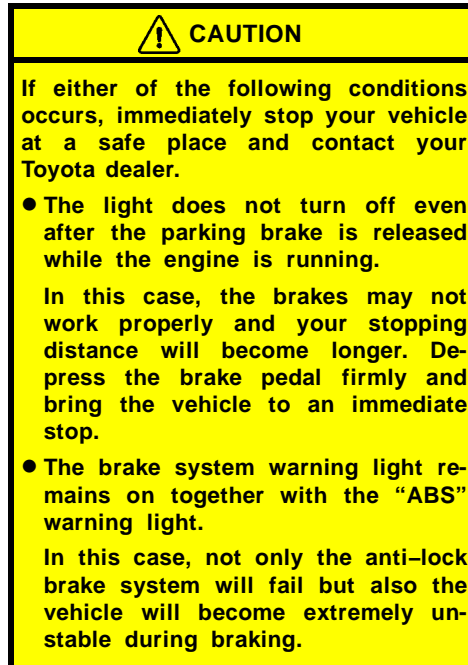 CAUTION
If either of the following conditions
occurs, immediately stop your vehicle
at a safe place and contact your
Toyota dealer.
● The light does not turn off even
after the parking brake is released
while the engine is running.
In this case, the brakes may not
work properly and your stopping
distance will become longer. De-
press the brake pedal firmly and
bring the vehicle to an immediate
stop.
● The brake system warning light re-
mains on together with the “ABS”
warning light.
In this case, not only the anti–lock
brake system will fail but also the
vehicle will become extremely un-
stable during braking.